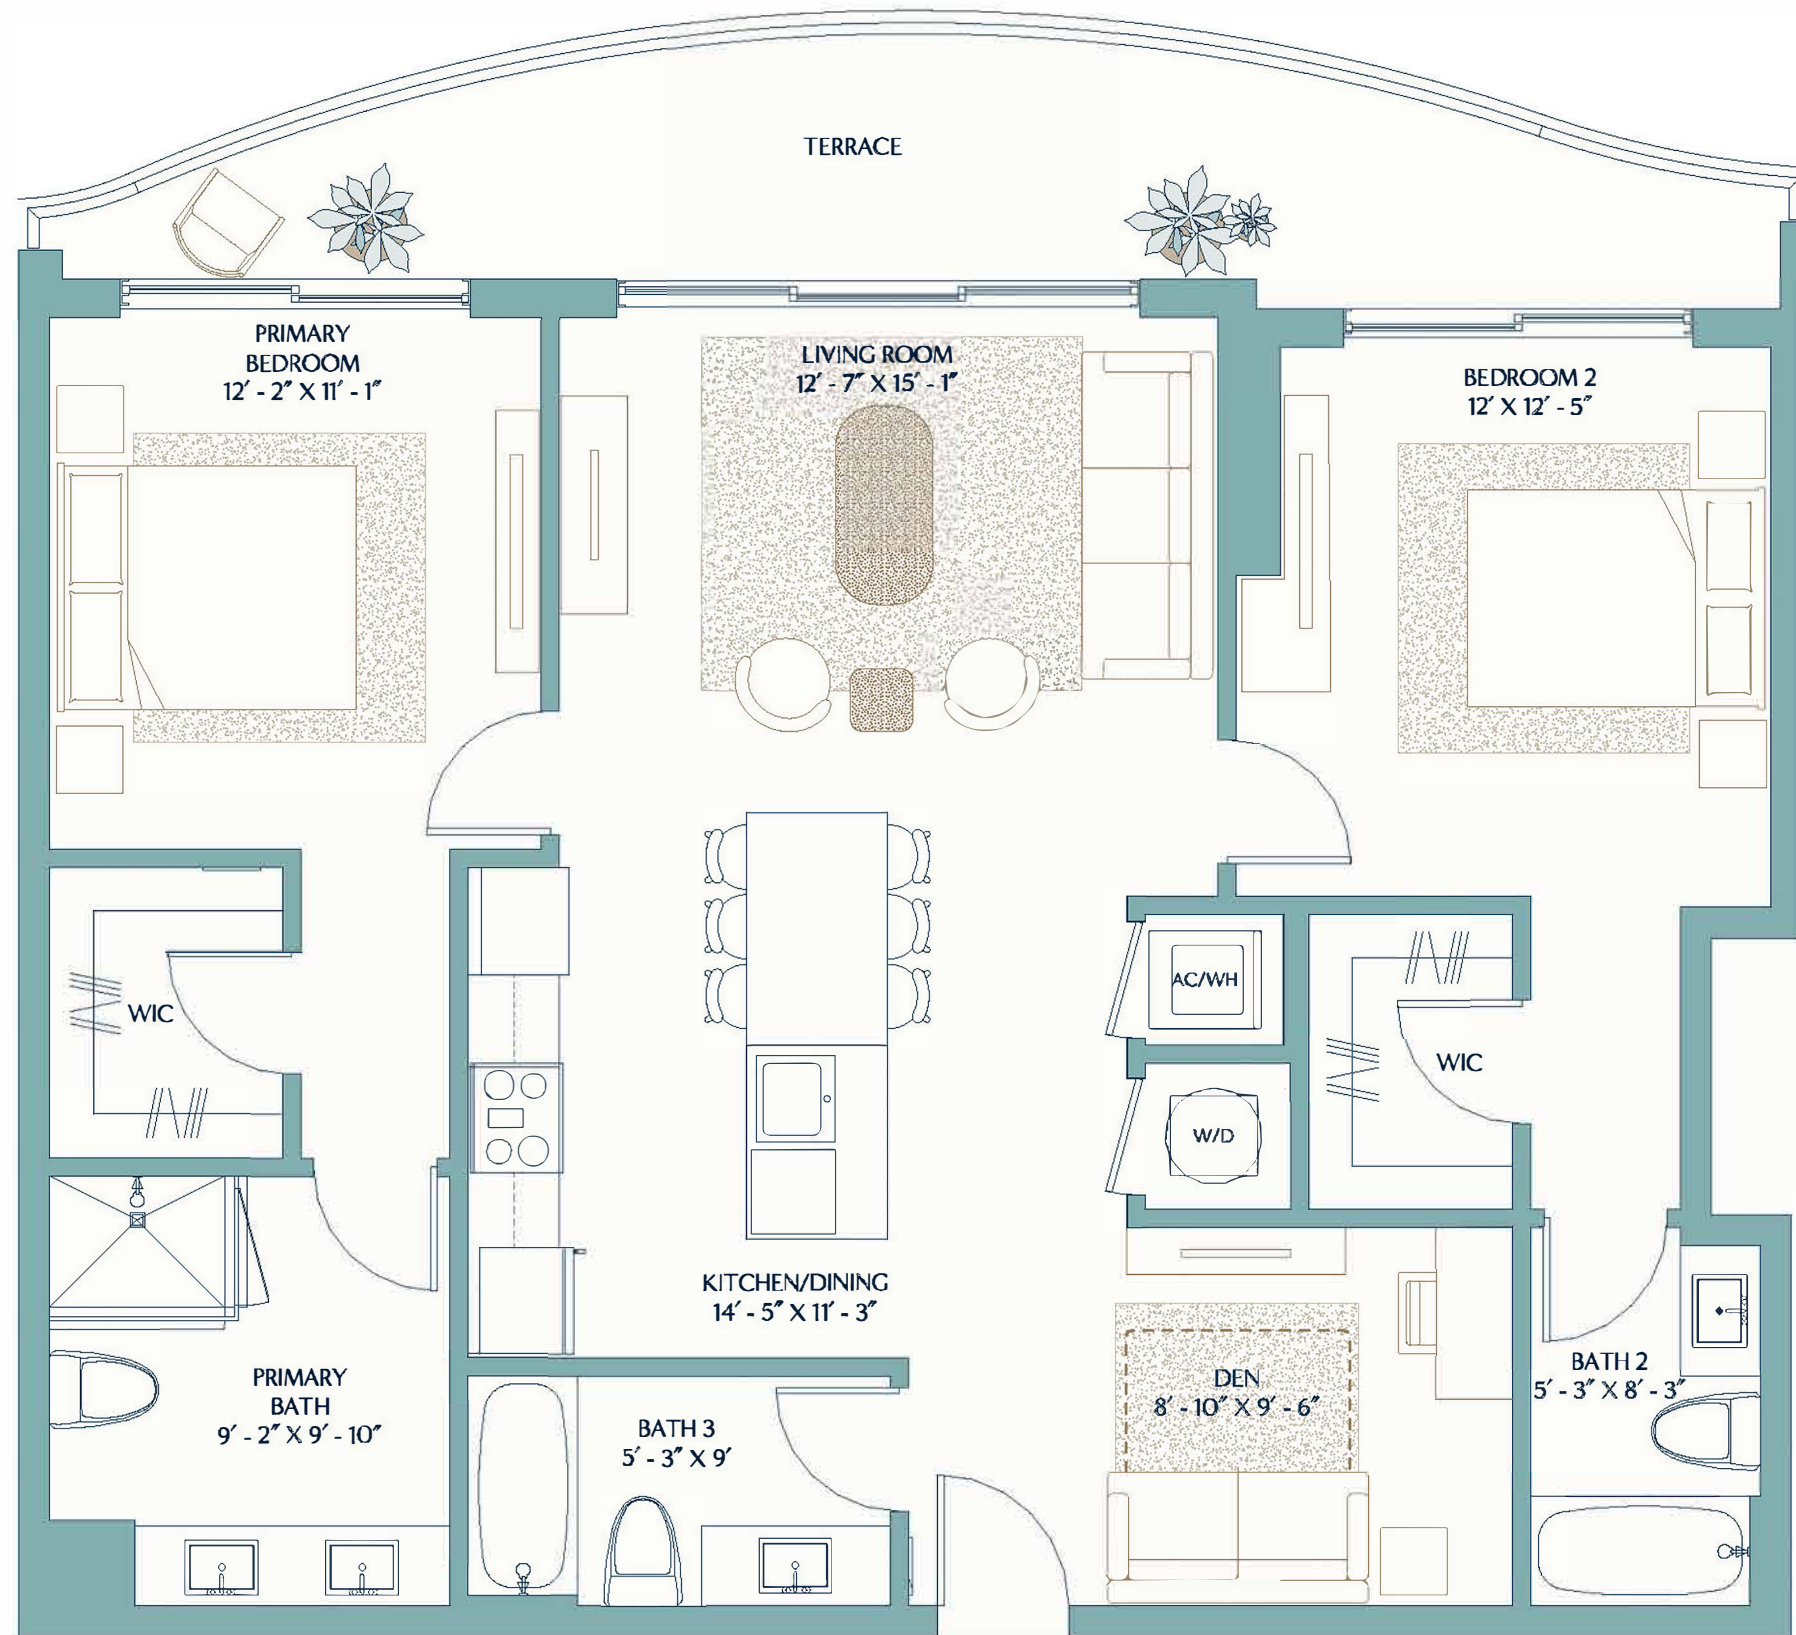 TERRACE
PRIMARY
BEDROOM
12' - 2" X 11' - 1"
LIVING ROOM
12' - 7" X 15' - 1"
BEDROOM 2
12' X 12' - 5"
WIC
AC/WH
WIC
W/D
KITCHEN/DINING
14' - 5" X 11' - 3"
PRIMARY
BATH
9' - 2" X 9' - 10"
BATH 3
5' - 3" X 9'
DEN
8' - 10" X 9' - 6"
BATH 2
5' - 3" X 8' - 3"